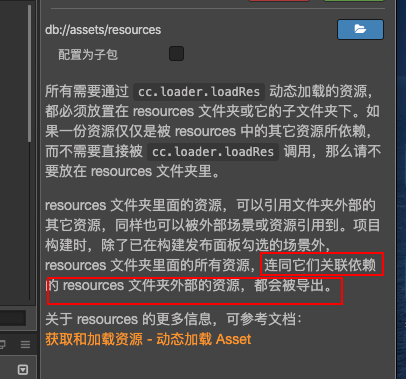 db://assets/resources
配置为子包
所有需要通过 cc.loader.loadRes 动态加载的资源，
都必须放置在 resources 文件夹或它的子文件夹下。如
果一份资源仅仅是被 resources 中的其它资源所依赖，
而不需要直接被 cc.loader.loadRes 调用，那么请不
要放在文件夹里。
resources 文件夹里面的资源，可以引用文件夹外部的
其它资源，同样也可以被外部场景或资源引用到。项目
构建时，除了已在构建发布面板勾选的场景外，
resources 文件夹里面的所有资源，连同它们关联依赖
的 resources 文件夹外部的资源，都会被导出。
关于 resources 的更多信息，可参考文档：
获取和加载资源 - 动态加载 Asset